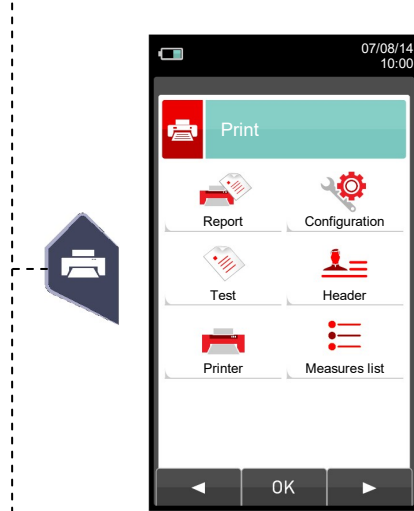 07/08/14
10:00
Print
Report
Configuration
Test
Header
Printer
Measures list
◄ OK ►